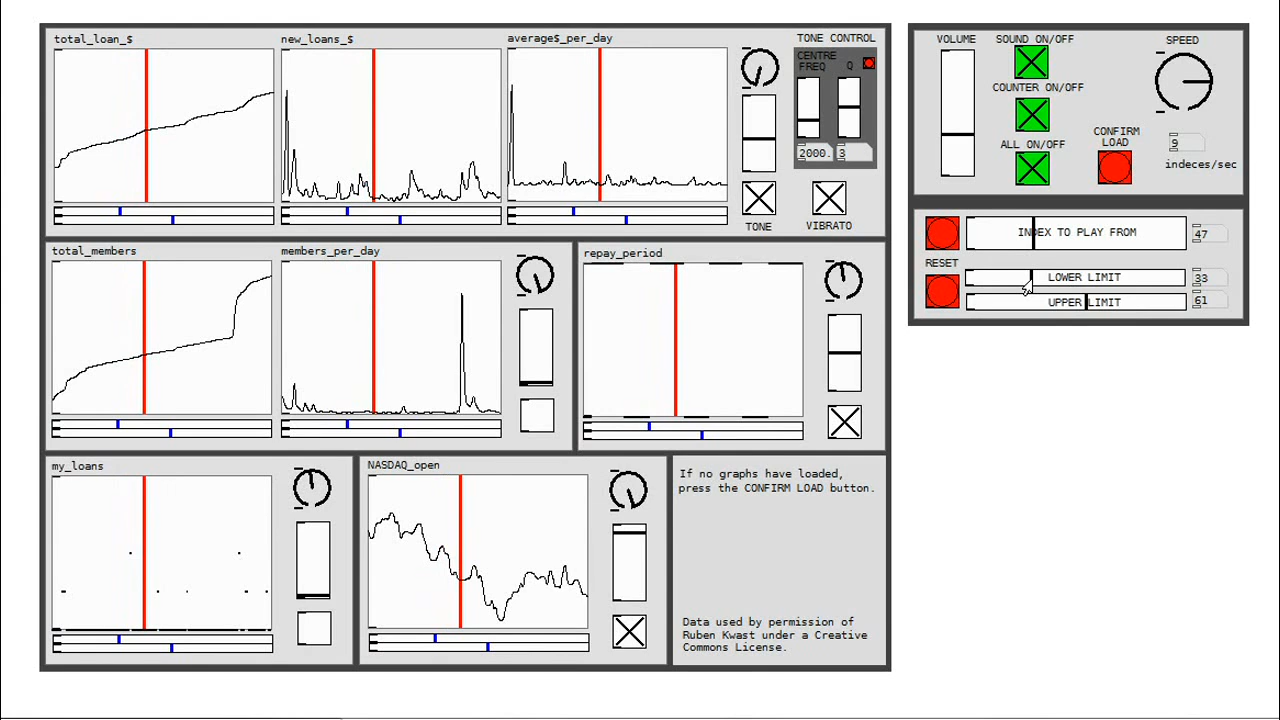 total_loan_$
new_loans_$
average$_per_day
TONE CONTROL
CENTRE
FREQ
Q
2000.
3
TONE
VIBRATO
total_members
members_per_day
repay_period
my_loans
NASDAQ_open
If no graphs have loaded,
press the CONFIRM LOAD button.
Data used by permission of
Ruben Kwast under a Creative
Commons License.
VOLUME
SOUND ON/OFF
SPEED
COUNTER ON/OFF
ALL ON/OFF
CONFIRM
LOAD
9
indeces/sec
INDEX TO PLAY FROM
47
RESET
LOWER LIMIT
33
UPPER LIMIT
61